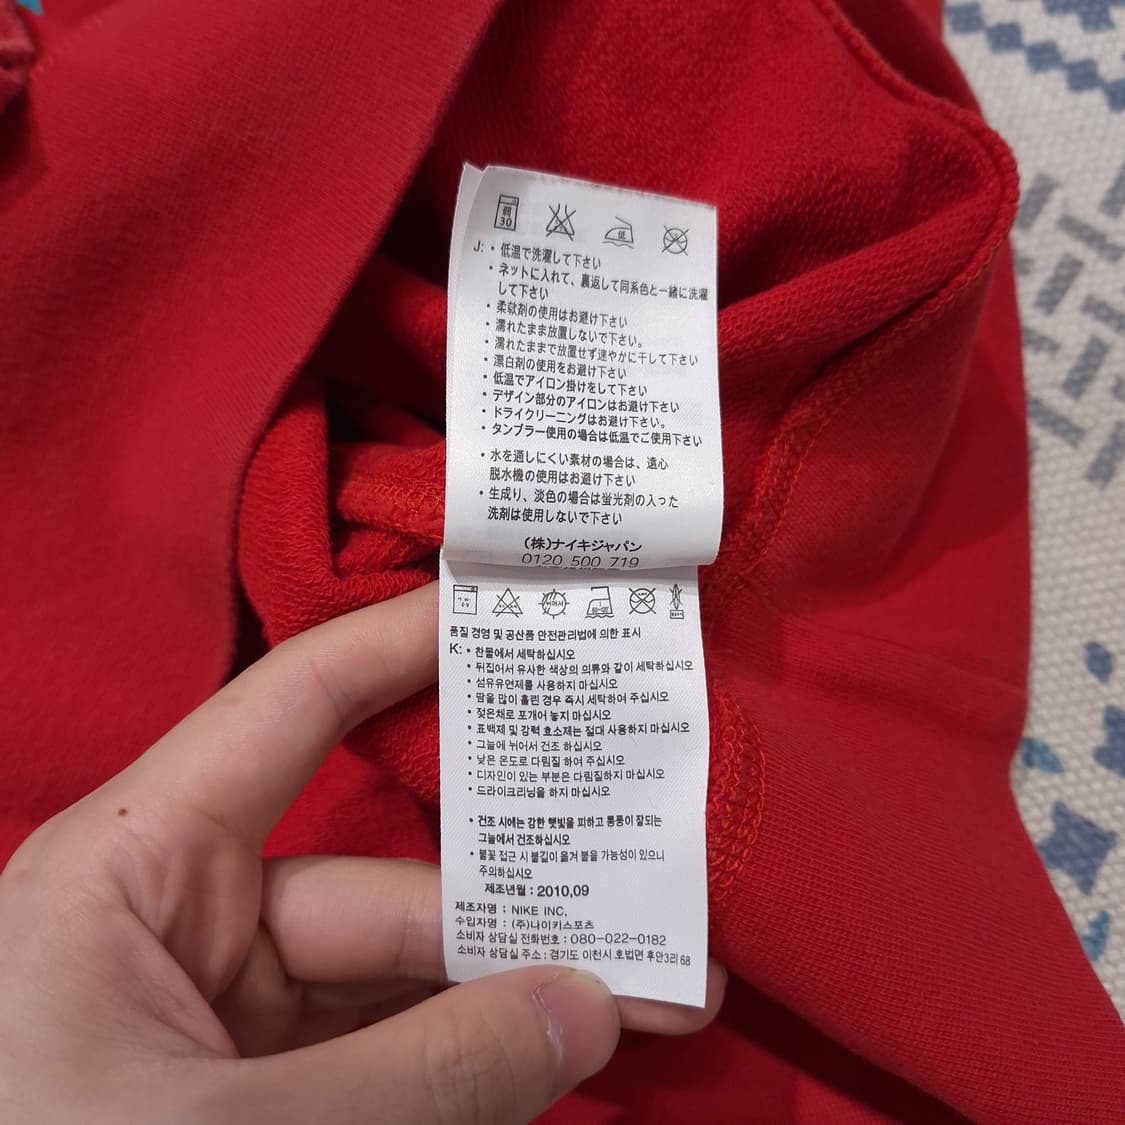 弱
30
低
J: ・低温で洗濯して下さい
・ネットに入れて、裏返して同系色と一緒に洗濯
して下さい
・柔軟剤の使用はお避け下さい
・濡れたまま放置しないで下さい。
・濡れたままで放置せず速やかに干して下さい
・漂白剤の使用をお避け下さい
・低温でアイロン掛けをして下さい
・デザイン部分のアイロンはお避け下さい
・ドライクリーニングはお避け下さい。
・タンブラー使用の場合は低温でご使用下さい
・水を通しにくい素材の場合は、遠心
脱水機の使用はお避け下さい
・生成り、淡色の場合は蛍光剤の入った
洗剤は使用しないで下さい
(株)ナイキジャパン
0120 500 719
품질 경영 및 공산품 안전관리법에 의한 표시
K: • 찬물에서 세탁하십시오
• 뒤집어서 유사한 색상의 의류와 같이 세탁하십시오
• 섬유유연제를 사용하지 마십시오
• 땀을 많이 흘린 경우 즉시 세탁하여 주십시오
• 젖은채로 포개어 놓지 마십시오
• 표백제 및 강력 효소제는 절대 사용하지 마십시오
• 그늘에 뉘어서 건조 하십시오
• 낮은 온도로 다림질 하여 주십시오
• 디자인이 있는 부분은 다림질하지 마십시오
• 드라이크리닝을 하지 마십시오
• 건조 시에는 강한 햇빛을 피하고 통풍이 잘되는
그늘에서 건조하십시오
• 불꽃 접근 시 불길이 옮겨 붙을 가능성이 있으니
주의하십시오
제조년월 : 2010,09
제조자명 : NIKE INC.
수입자명 : (주)나이키스포츠
소비자 상담실 전화번호 : 080-022-0182
소비자 상담실 주소 : 경기도 이천시 호법면 후안3리 68